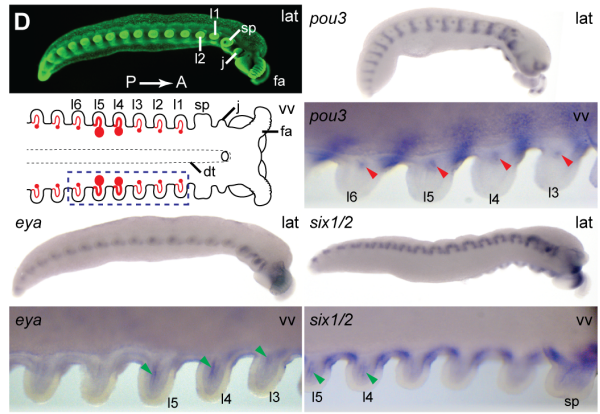 D
lat
l1
sp
l2
j
fa
P → A
pou3
lat
l6 l5 l4 l3 l2 l1 sp
vv
j
fa
dt
pou3
vv
l6
l5
l4
l3
eya
lat
six1/2
lat
eya
vv
l5
l4
l3
six1/2
vv
l5
l4
sp